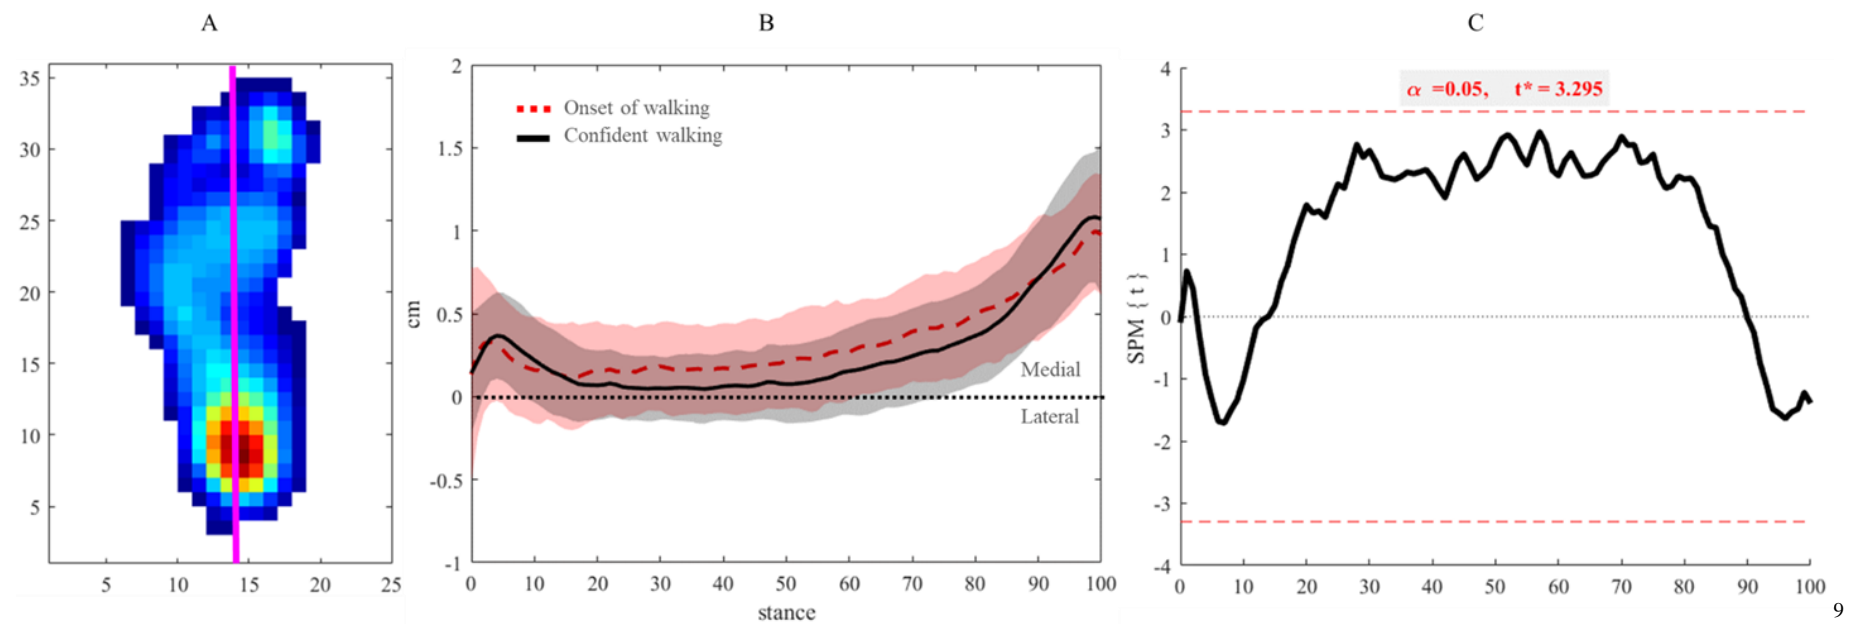 A
35
30
25
20
15
10
5
5 10 15 20 25
B
2
1.5
1
0.5
0
-0.5
-1
cm
Onset of walking
Confident walking
Medial
Lateral
0 10 20 30 40 50 60 70 80 90 100
stance
C
4
3
2
1
0
-1
-2
-3
-4
SPM { t }
α =0.05, t* = 3.295
0 10 20 30 40 50 60 70 80 90 100
9